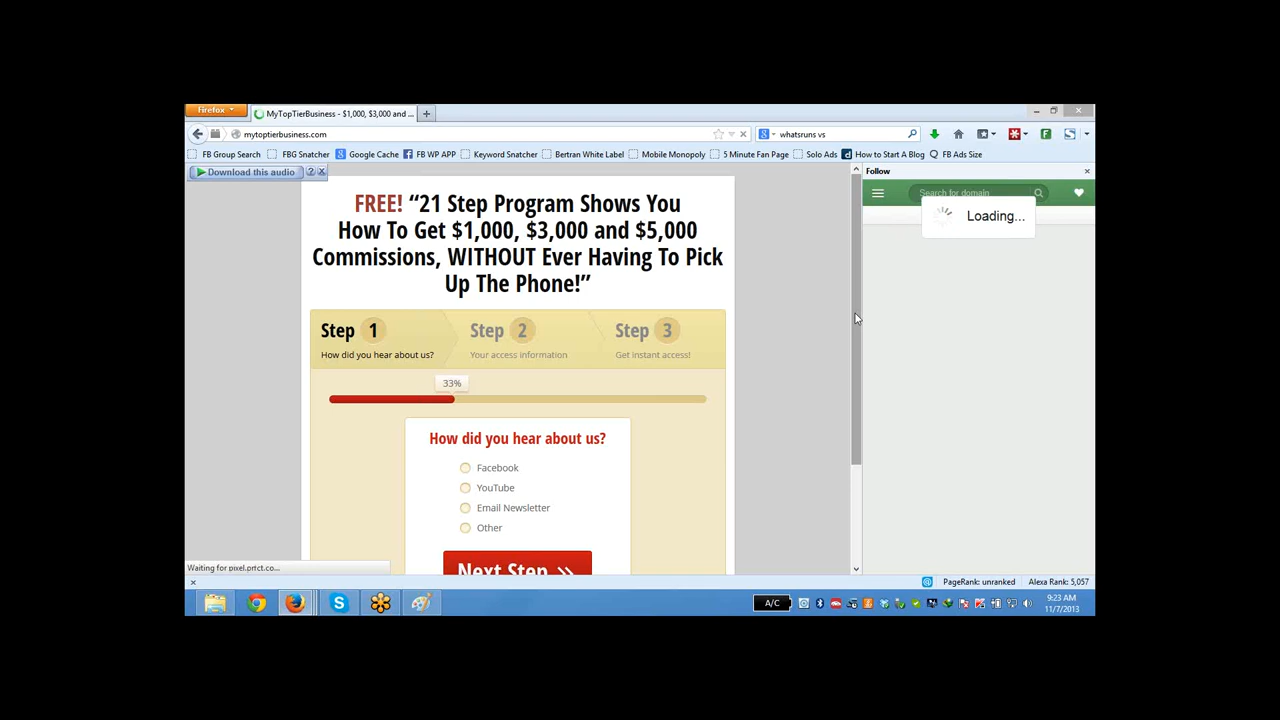 Firefox
MyTopTierBusiness - $1,000, $3,000 and ...
mytoptierbusiness.com
whatsruns vs
FB Group Search
FBG Snatcher
Google Cache
FB WP APP
Keyword Snatcher
Bertran White Label
Mobile Monopoly
5 Minute Fan Page
Solo Ads
How to Start A Blog
FB Ads Size
Download this audio
?
X
Follow
Search for domain
Loading...
FREE! “21 Step Program Shows You
How To Get $1,000, $3,000 and $5,000
Commissions, WITHOUT Ever Having To Pick
Up The Phone!”
Step 1
How did you hear about us?
Step 2
Your access information
Step 3
Get instant access!
33%
How did you hear about us?
Facebook
YouTube
Email Newsletter
Other
Next Step »
Waiting for pixel.prtct.co...
PageRank: unranked
Alexa Rank: 5,057
A/C
9:23 AM
11/7/2013